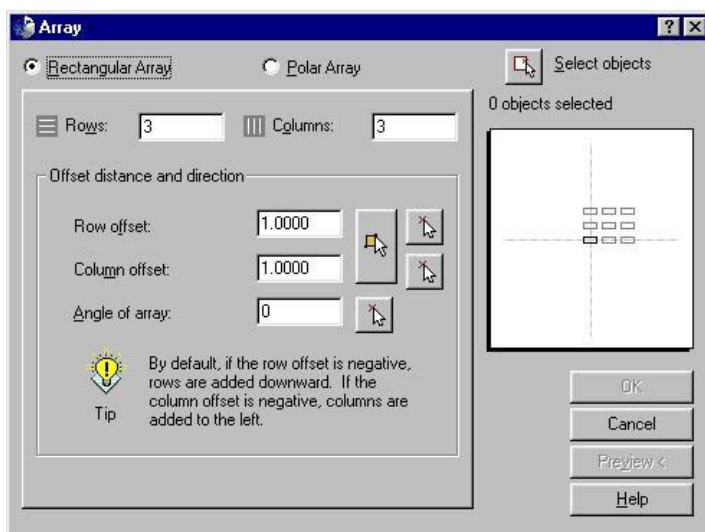 Array
Rectangular Array
Polar Array
Select objects
0 objects selected
Rows: 3
Columns: 3
Offset distance and direction
Row offset: 1.0000
Column offset: 1.0000
Angle of array: 0
Tip
By default, if the row offset is negative,
rows are added downward. If the
column offset is negative, columns are
added to the left.
OK
Cancel
Preview <
Help